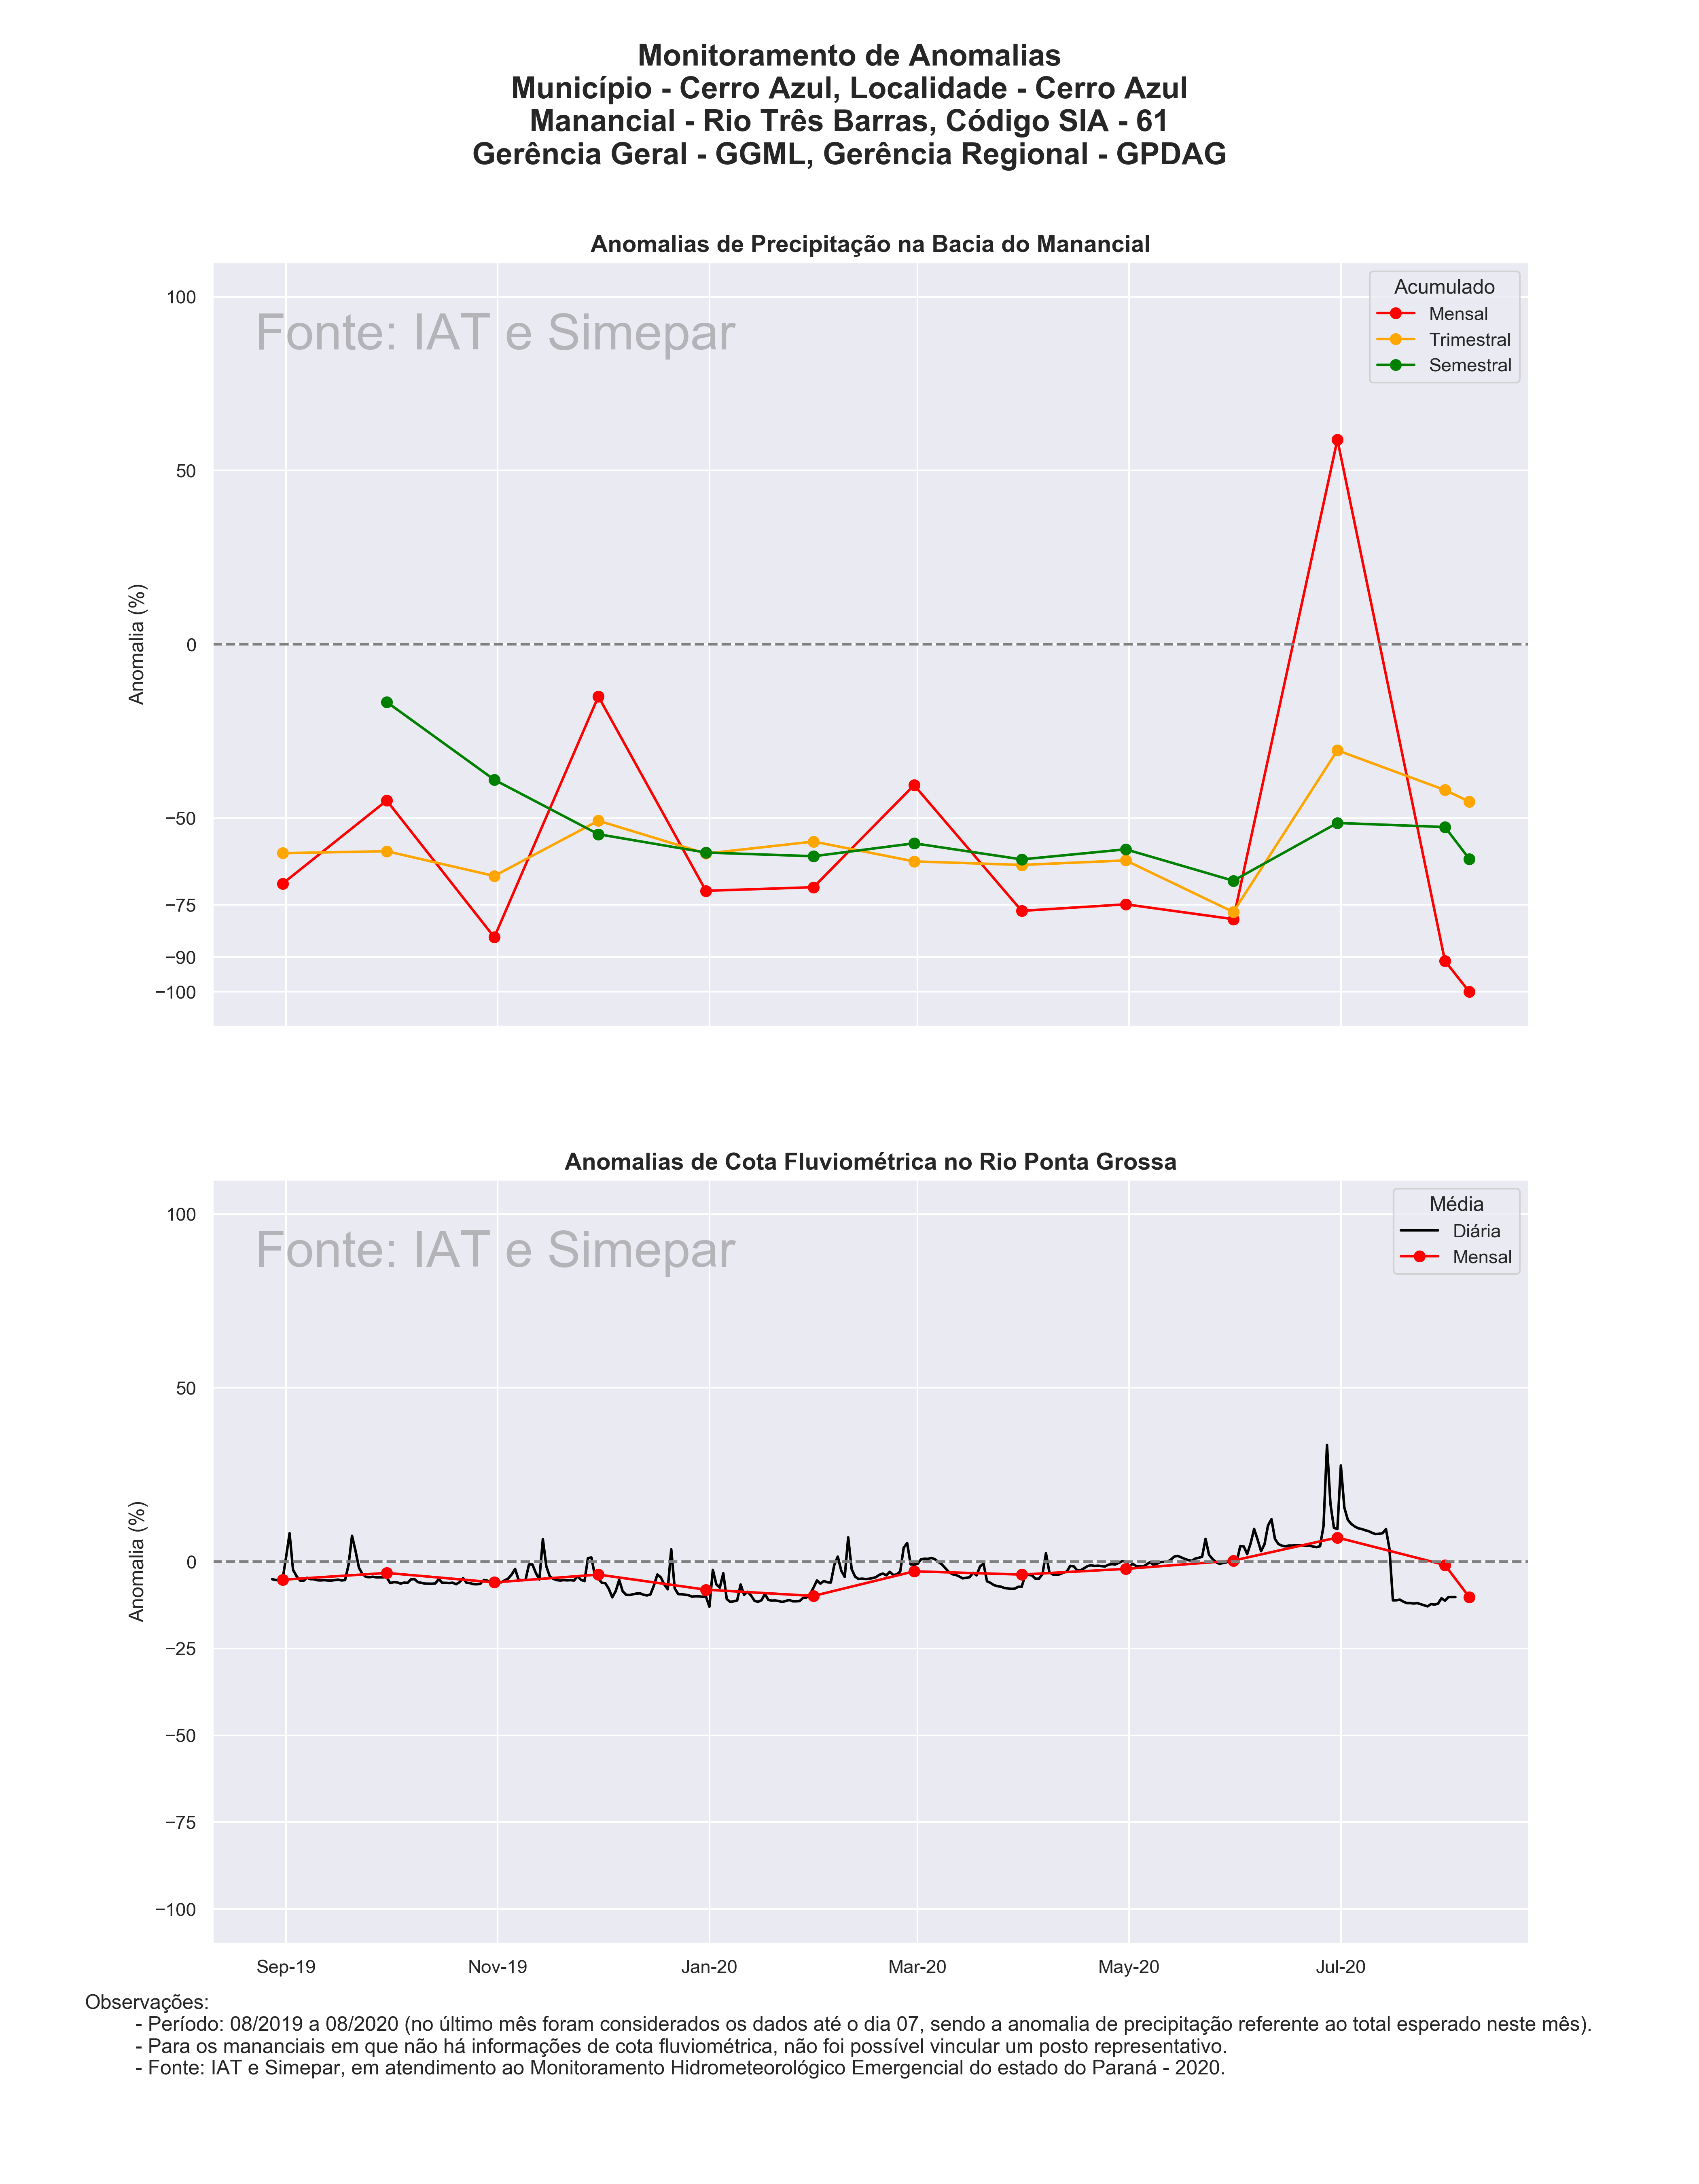 Monitoramento de Anomalias
Município - Cerro Azul, Localidade - Cerro Azul
Manancial - Rio Três Barras, Código SIA - 61
Gerência Geral - GGML, Gerência Regional - GPDAG
Anomalias de Precipitação na Bacia do Manancial
Fonte: IAT e Simepar
Acumulado
Mensal
Trimestral
Semestral
Anomalia (%)
100
50
0
−50
−75
−90
−100
Anomalias de Cota Fluviométrica no Rio Ponta Grossa
Fonte: IAT e Simepar
Média
Diária
Mensal
Anomalia (%)
100
50
0
−25
−50
−75
−100
Sep-19 Nov-19 Jan-20 Mar-20 May-20 Jul-20
Observações:
- Período: 08/2019 a 08/2020 (no último mês foram considerados os dados até o dia 07, sendo a anomalia de precipitação referente ao total esperado neste mês).
- Para os mananciais em que não há informações de cota fluviométrica, não foi possível vincular um posto representativo.
- Fonte: IAT e Simepar, em atendimento ao Monitoramento Hidrometeorológico Emergencial do estado do Paraná - 2020.